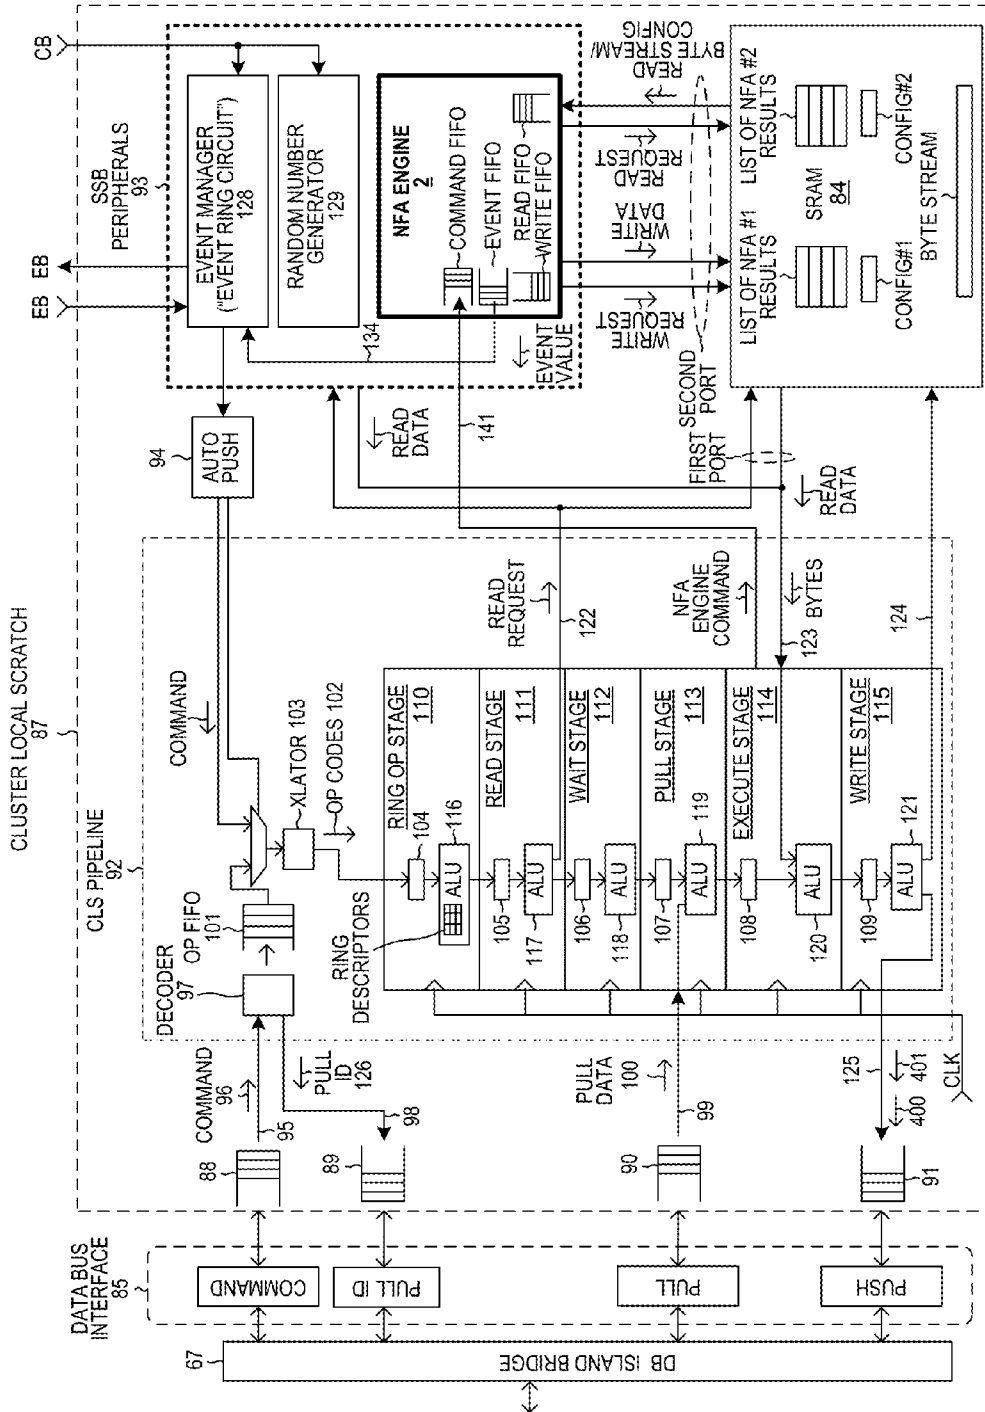 CLUSTER LOCAL SCRATCH
87
CLS PIPELINE
92
SSB
PERIPHERALS
93
EB
EB
CB
DATA BUS
INTERFACE
85
67
DB ISLAND BRIDGE
COMMAND
PULL ID
PULL
PUSH
88
89
90
91
COMMAND
96
95
PULL
ID
126
98
PULL DATA
100
99
125
400
401
CLK
DECODER
97
OP FIFO
101
COMMAND
XLATOR 103
OP CODES 102
AUTO
PUSH
94
RING
DESCRIPTORS
RING OP STAGE
110
104
ALU
116
READ STAGE
111
105
ALU
117
WAIT STAGE
112
106
ALU
118
PULL STAGE
113
107
ALU
119
EXECUTE STAGE
114
108
ALU
120
WRITE STAGE
115
109
ALU
121
READ
REQUEST
122
NFA
ENGINE
COMMAND
123
BYTES
124
READ
DATA
141
FIRST
PORT
SECOND
PORT
READ
DATA
EVENT MANAGER
("EVENT RING CIRCUIT")
128
RANDOM NUMBER
GENERATOR
129
134
EVENT
VALUE
NFA ENGINE
2
COMMAND FIFO
EVENT FIFO
READ FIFO
WRITE FIFO
WRITE
REQUEST
WRITE
DATA
READ
REQUEST
READ
BYTE STREAM/
CONFIG
LIST OF NFA #1
RESULTS
LIST OF NFA #2
RESULTS
SRAM
84
CONFIG#1
CONFIG#2
BYTE STREAM